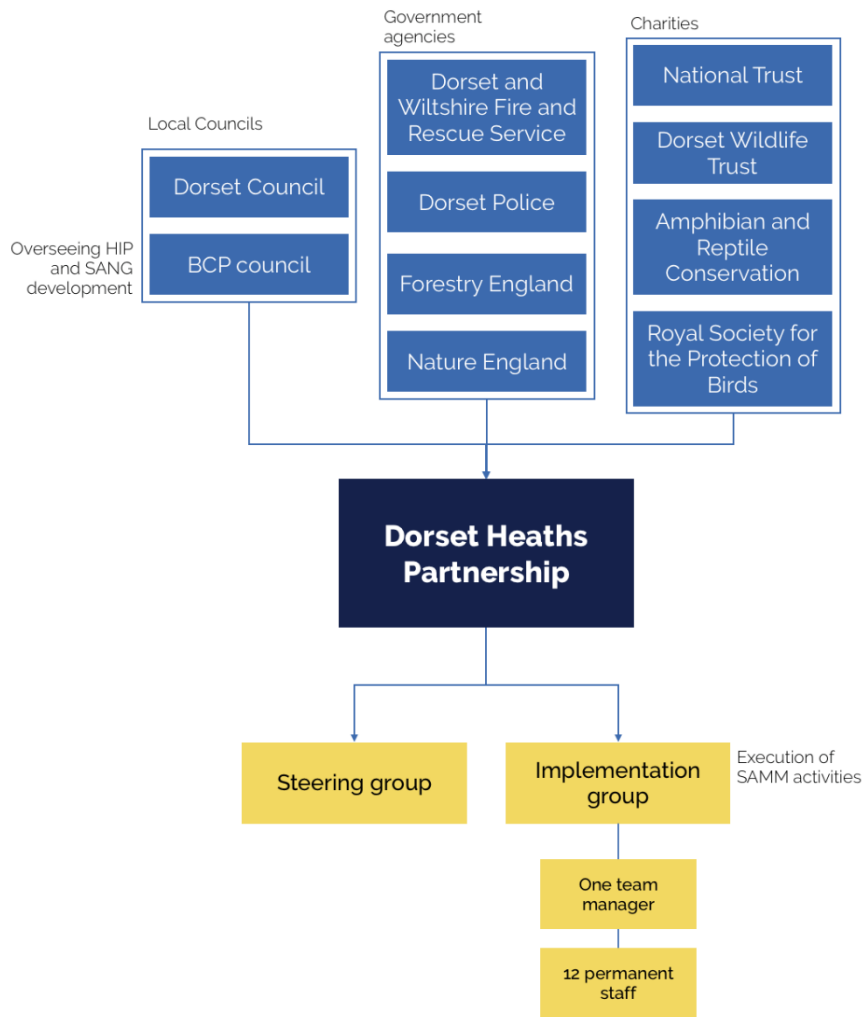 Government
agencies
Charities
Local Councils
Dorset and
Wiltshire Fire and
Rescue Service
Dorset Police
Forestry England
Nature England
National Trust
Dorset Wildlife
Trust
Amphibian and
Reptile
Conservation
Royal Society for
the Protection of
Birds
Dorset Council
BCP council
Overseeing HIP
and SANG
development
Dorset Heaths
Partnership
Steering group
Implementation
group
Execution of
SAMM activities
One team
manager
12 permanent
staff